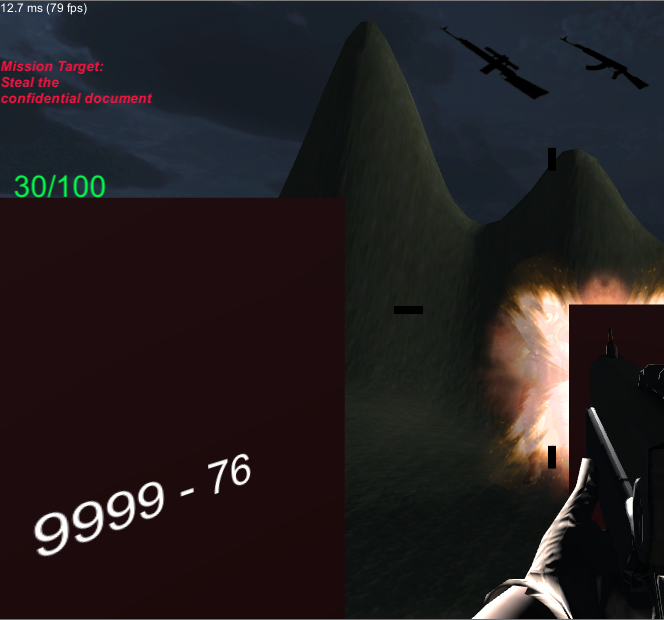 12.7 ms (79 fps)
Mission Target:
Steal the
confidential document
30/100
9999 - 76